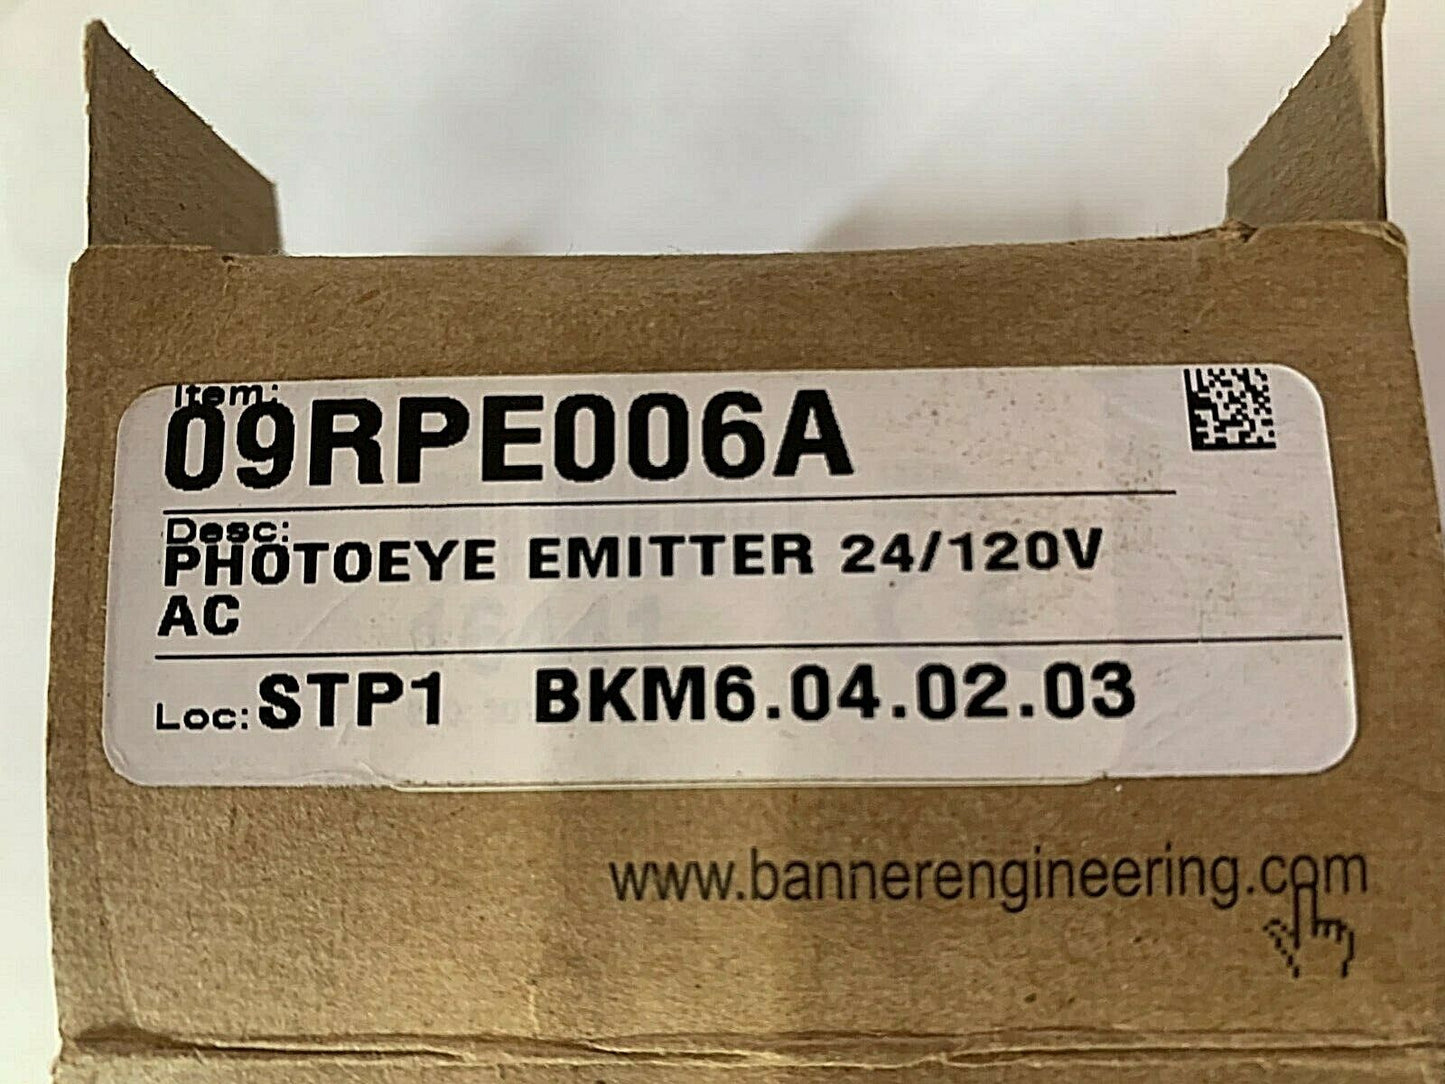 Item:
09RPE006A
Desc:
PHOTOEYE EMITTER 24/120V
AC
Loc: STP1 BKM6.04.02.03
www.bannerengineering.com